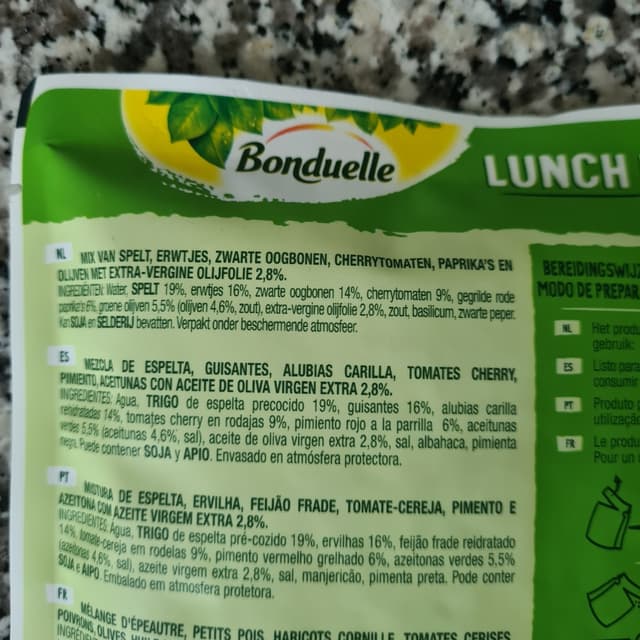 Bonduelle
LUNCH
NL MIX VAN SPELT, ERWTJES, ZWARTE OOGBONEN, CHERRYTOMATEN, PAPRIKA'S EN
OLIJVEN MET EXTRA-VERGINE OLIJFOLIE 2,8%.
INGREDIËNTEN: Water, SPELT 19%, erwtjes 16%, zwarte oogbonen 14%, cherrytomaten 9%, gegrilde rode
paprika's 6%, groene olijven 5,5% (olijven 4,6%, zout), extra-vergine olijfolie 2,8%, zout, basilicum, zwarte peper.
Kan SOJA en SELDERIJ bevatten. Verpakt onder beschermende atmosfeer.
ES MEZCLA DE ESPELTA, GUISANTES, ALUBIAS CARILLA, TOMATES CHERRY,
PIMIENTO, ACEITUNAS CON ACEITE DE OLIVA VIRGEN EXTRA 2,8%.
INGREDIENTES: Agua, TRIGO de espelta precocido 19%, guisantes 16%, alubias carilla
rehidratadas 14%, tomates cherry en rodajas 9%, pimiento rojo a la parrilla 6%, aceitunas
verdes 5,5% (aceitunas 4,6%, sal), aceite de oliva virgen extra 2,8%, sal, albahaca, pimienta
negra. Puede contener SOJA y APIO. Envasado en atmósfera protectora.
PT MISTURA DE ESPELTA, ERVILHA, FEIJÃO FRADE, TOMATE-CEREJA, PIMENTO E
AZEITONA COM AZEITE VIRGEM EXTRA 2,8%.
INGREDIENTES: Água, TRIGO de espelta pré-cozido 19%, ervilhas 16%, feijão frade reidratado
14%, tomate-cereja em rodelas 9%, pimento vermelho grelhado 6%, azeitonas verdes 5.5%
(azeitonas 4,6%, sal), azeite virgem extra 2,8%, sal, manjericão, pimenta preta. Pode conter
SOJA e AIPO. Embalado em atmosfera protetora.
FR MÉLANGE D'ÉPEAUTRE, PETITS POIS, HARICOTS CORNILLE, TOMATES CERISES,
POIVRONS, OLIVES
BEREIDINGSWIJZ
MODO DE PREPAR
NL Het produ
gebruik:
ES Listo para
consumir
PT Produto p
utilização
FR Le produ
Pour un